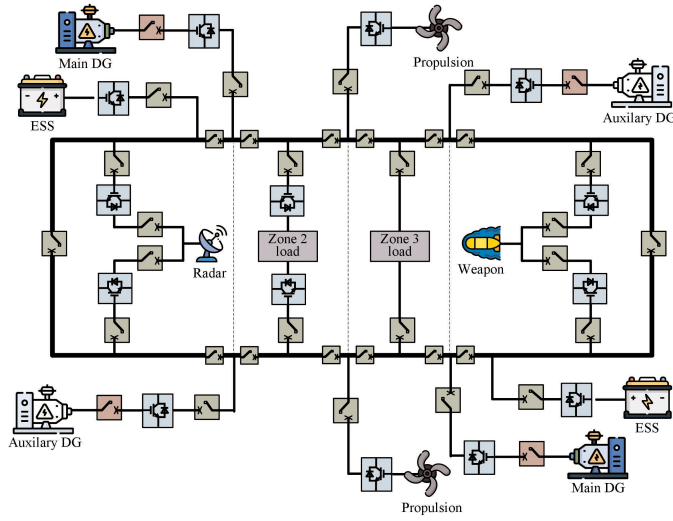 Main DG
Propulsion
ESS
Auxilary DG
Zone 2
load
Zone 3
load
Radar
Weapon
Auxilary DG
ESS
Main DG
Propulsion